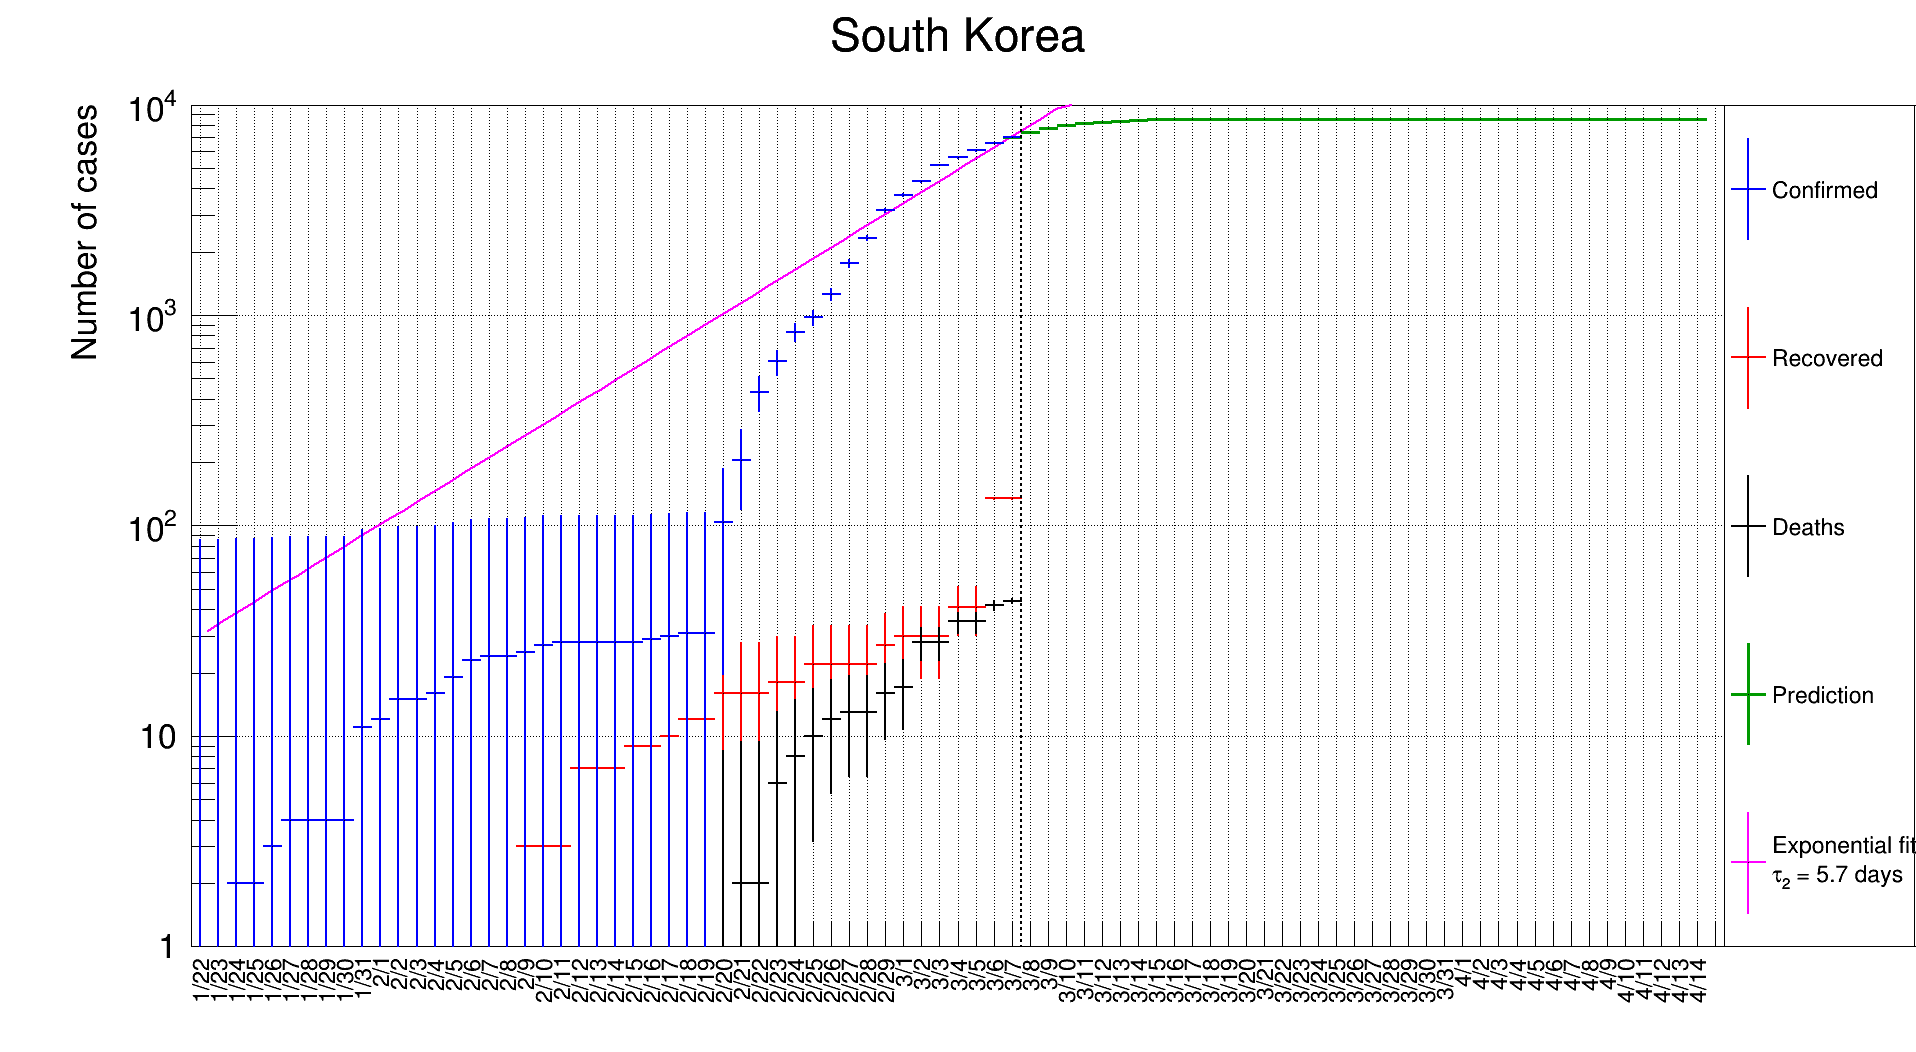 South Korea
Number of cases
10^4
10^3
10^2
10
1
1/22 1/23 1/24 1/25 1/26 1/27 1/28 1/29 1/30 1/31 2/1 2/2 2/3 2/4 2/5 2/6 2/7 2/8 2/9 2/10 2/11 2/12 2/13 2/14 2/15 2/16 2/17 2/18 2/19 2/20 2/21 2/22 2/23 2/24 2/25 2/26 2/27 2/28 2/29 3/1 3/2 3/3 3/4 3/5 3/6 3/7 3/8 3/9 3/10 3/11 3/12 3/13 3/14 3/15 3/16 3/17 3/18 3/19 3/20 3/21 3/22 3/23 3/24 3/25 3/26 3/27 3/28 3/29 3/30 3/31 4/1 4/2 4/3 4/4 4/5 4/6 4/7 4/8 4/9 4/10 4/11 4/12 4/13 4/14
Confirmed
Recovered
Deaths
Prediction
Exponential fit
τ₂ = 5.7 days